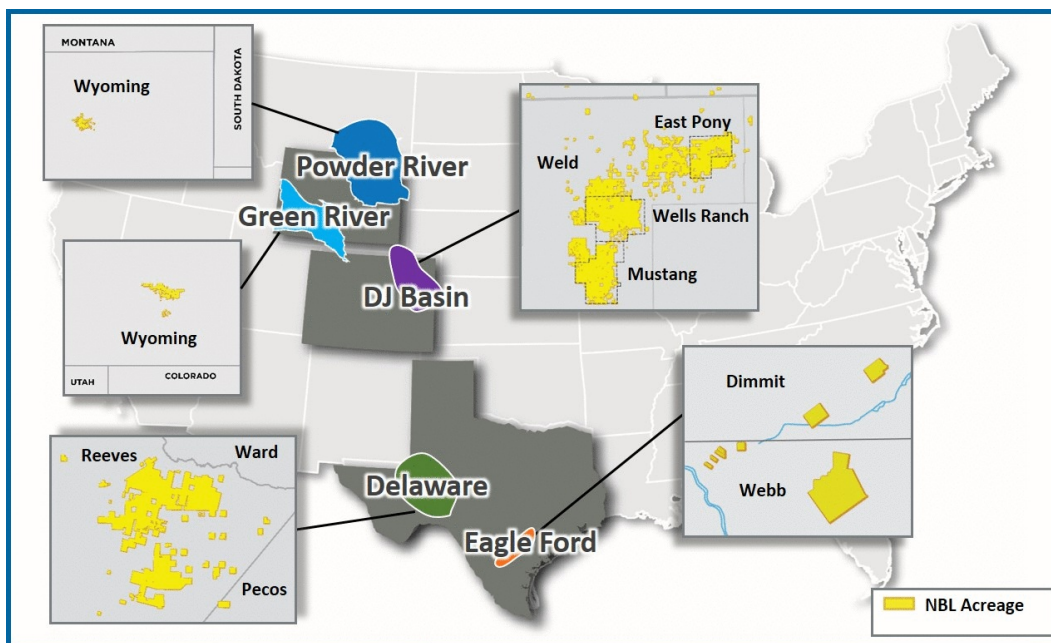 MONTANA
SOUTH DAKOTA
Wyoming
Powder River
Green River
DJ Basin
East Pony
Weld
Wells Ranch
Mustang
Wyoming
UTAH
COLORADO
Dimmit
Webb
Reeves
Ward
Pecos
Delaware
Eagle Ford
NBL Acreage